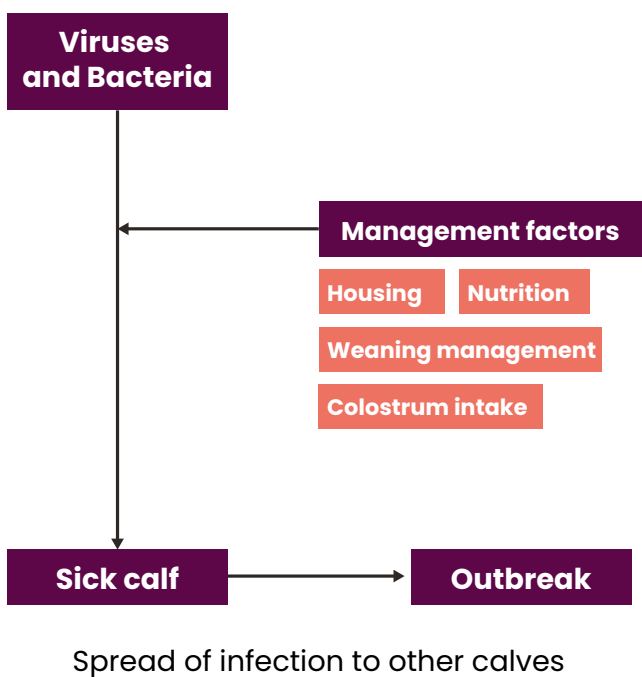 Viruses
and Bacteria
Management factors
Housing
Nutrition
Weaning management
Colostrum intake
Sick calf
Outbreak
Spread of infection to other calves